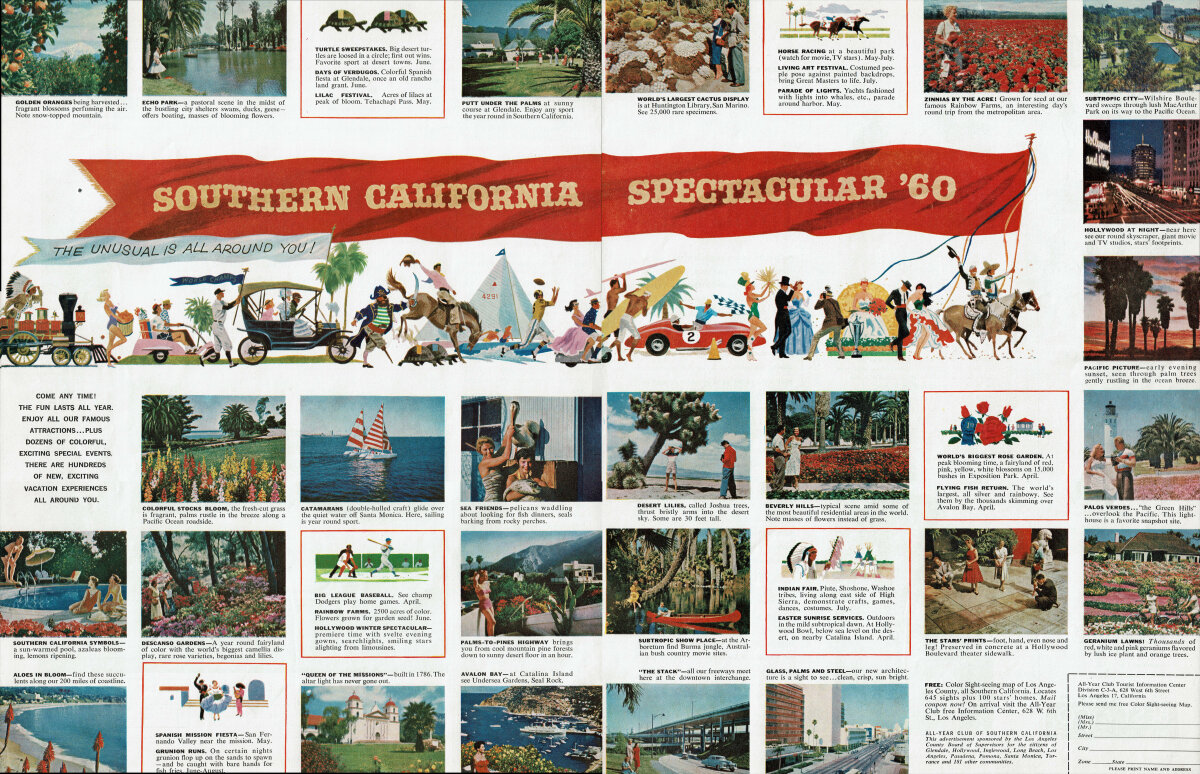 GOLDEN ORANGES being harvested...
fragrant blossoms perfuming the air.
Note snow-topped mountain.
ECHO PARK—a pastoral scene in the midst of
the bustling city shelters swans, ducks, geese—
offers boating, masses of blooming flowers.
TURTLE SWEEPSTAKES. Big desert tur-
tles are loosed in a circle; first out wins.
Favorite sport at desert towns. June.
DAYS OF VERDUGOS. Colorful Spanish
fiesta at Glendale, once an old rancho
land grant. June.
LILAC FESTIVAL. Acres of lilacs at
peak of bloom. Tehachapi Pass. May.
PUTT UNDER THE PALMS at sunny
course at Glendale. Enjoy any sport
the year round in Southern California.
WORLD'S LARGEST CACTUS DISPLAY
is at Huntington Library, San Marino.
See 25,000 rare specimens.
HORSE RACING at a beautiful park
(watch for movie, TV stars). May-July.
LIVING ART FESTIVAL. Costumed peo-
ple pose against painted backdrops,
bring Great Masters to life. July.
PARADE OF LIGHTS. Yachts fashioned
with lights into whales, etc., parade
around harbor. May.
ZINNIAS BY THE ACRE! Grown for seed at our
famous Rainbow Farms, an interesting day's
round trip from the metropolitan area.
SUBTROPIC CITY—Wilshire Boule-
vard sweeps through lush MacArthur
Park on its way to the Pacific Ocean.
SOUTHERN CALIFORNIA SPECTACULAR '60
THE UNUSUAL IS ALL AROUND YOU!
WORLD CHAMPS
4291
2
Hollywood
and Vine
HOLLYWOOD AT NIGHT—near here
see our round skyscraper, giant movie
and TV studios, stars' footprints.
PACIFIC PICTURE—early evening
sunset, seen through palm trees
gently rustling in the ocean breeze.
COME ANY TIME!
THE FUN LASTS ALL YEAR.
ENJOY ALL OUR FAMOUS
ATTRACTIONS...PLUS
DOZENS OF COLORFUL,
EXCITING SPECIAL EVENTS.
THERE ARE HUNDREDS
OF NEW, EXCITING
VACATION EXPERIENCES
ALL AROUND YOU.
COLORFUL STOCKS BLOOM, the fresh-cut grass
is fragrant, palms rustle in the breeze along a
Pacific Ocean roadside.
CATAMARANS (double-hulled craft) glide over
the quiet water off Santa Monica. Here, sailing
is year round sport.
SEA FRIENDS—pelicans waddling
about looking for fish dinners, seals
barking from rocky perches.
DESERT LILIES, called Joshua trees,
thrust bristly arms into the desert
sky. Some are 30 feet tall.
BEVERLY HILLS—typical scene amid some of
the most beautiful residential areas in the world.
Note masses of flowers instead of grass.
WORLD'S BIGGEST ROSE GARDEN. At
peak blooming time, a fairyland of red,
pink, yellow, white blossoms on 15,000
bushes in Exposition Park. April.
FLYING FISH RETURN. The world's
largest, all silver and rainbowy. See
them by the thousands skimming over
Avalon Bay. April.
PALOS VERDES..."the Green Hills"
...overlook the Pacific. This light-
house is a favorite snapshot site.
SOUTHERN CALIFORNIA SYMBOLS—
a sun-warmed pool, azaleas bloom-
ing, lemons ripening.
DESCANSO GARDENS—A year round fairyland
of color with the world's biggest camellia dis-
play, rare rose varieties, begonias and lilies.
BIG LEAGUE BASEBALL. See champ
Dodgers play home games. April.
RAINBOW FARMS. 2500 acres of color.
Flowers grown for garden seed! June.
HOLLYWOOD WINTER SPECTACULAR—
premiere time with svelte evening
gowns, searchlights, smiling stars
alighting from limousines.
PALMS-TO-PINES HIGHWAY brings
you from cool mountain pine forests
down to sunny desert floor in an hour.
SUBTROPIC SHOW PLACE—at the Ar-
boretum find Burma jungle, Austral-
ian bush country movie sites.
INDIAN FAIR. Piute, Shoshone, Washoe
tribes, living along east side of High
Sierra, demonstrate crafts, games,
dances, costumes. July.
EASTER SUNRISE SERVICES. Outdoors
in the mild subtropical dawn. At Holly-
wood Bowl, below sea level on the des-
ert, on nearby Catalina Island. April.
THE STARS' PRINTS—foot, hand, even nose and
leg! Preserved in concrete at a Hollywood
Boulevard theater sidewalk.
GERANIUM LAWNS! Thousands of
red, white and pink geraniums flavored
by lush ice plant and orange trees.
ALOES IN BLOOM—find these succu-
lents along our 200 miles of coastline.
SPANISH MISSION FIESTA—San Fer-
nando Valley near the mission. May.
GRUNION RUNS. On certain nights
grunion flop up on the sands to spawn
—and be caught with bare hands for
fish fries. June-August.
"QUEEN OF THE MISSIONS"—built in 1786. The
altar light has never gone out.
AVALON BAY—at Catalina Island
see Undersea Gardens, Seal Rock.
"THE STACK"—all our freeways meet
here at the downtown interchange.
GLASS, PALMS AND STEEL—our new architec-
ture is a sight to see...clean, crisp, sun bright.
FREE: Color Sight-seeing map of Los Ange-
les County, all Southern California. Locates
645 sights plus 100 stars' homes. Mail
coupon now! On arrival visit the All-Year
Club free Information Center, 628 W. 6th
St., Los Angeles.
ALL-YEAR CLUB OF SOUTHERN CALIFORNIA
This advertisement sponsored by the Los Angeles
County Board of Supervisors for the citizens of
Glendale, Hollywood, Inglewood, Long Beach, Los
Angeles, Pasadena, Pomona, Santa Monica, Tor-
rance and 181 other communities.
All-Year Club Tourist Information Center
Division C-3-A, 628 West 6th Street
Los Angeles 17, California
Please send me free Color Sight-seeing Map.
(Miss)
(Mrs.)
(Mr.)
Street
City
Zone State
PLEASE PRINT NAME AND ADDRESS